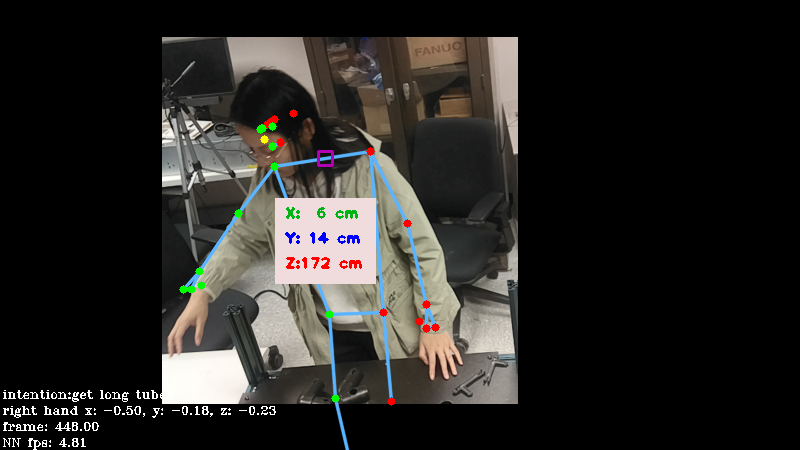 FANUC
X: 6 cm
Y: 14 cm
Z:172 cm
intention:get long tube
right hand x: -0.50, y: -0.18, z: -0.23
frame: 448.00
NN fps: 4.81